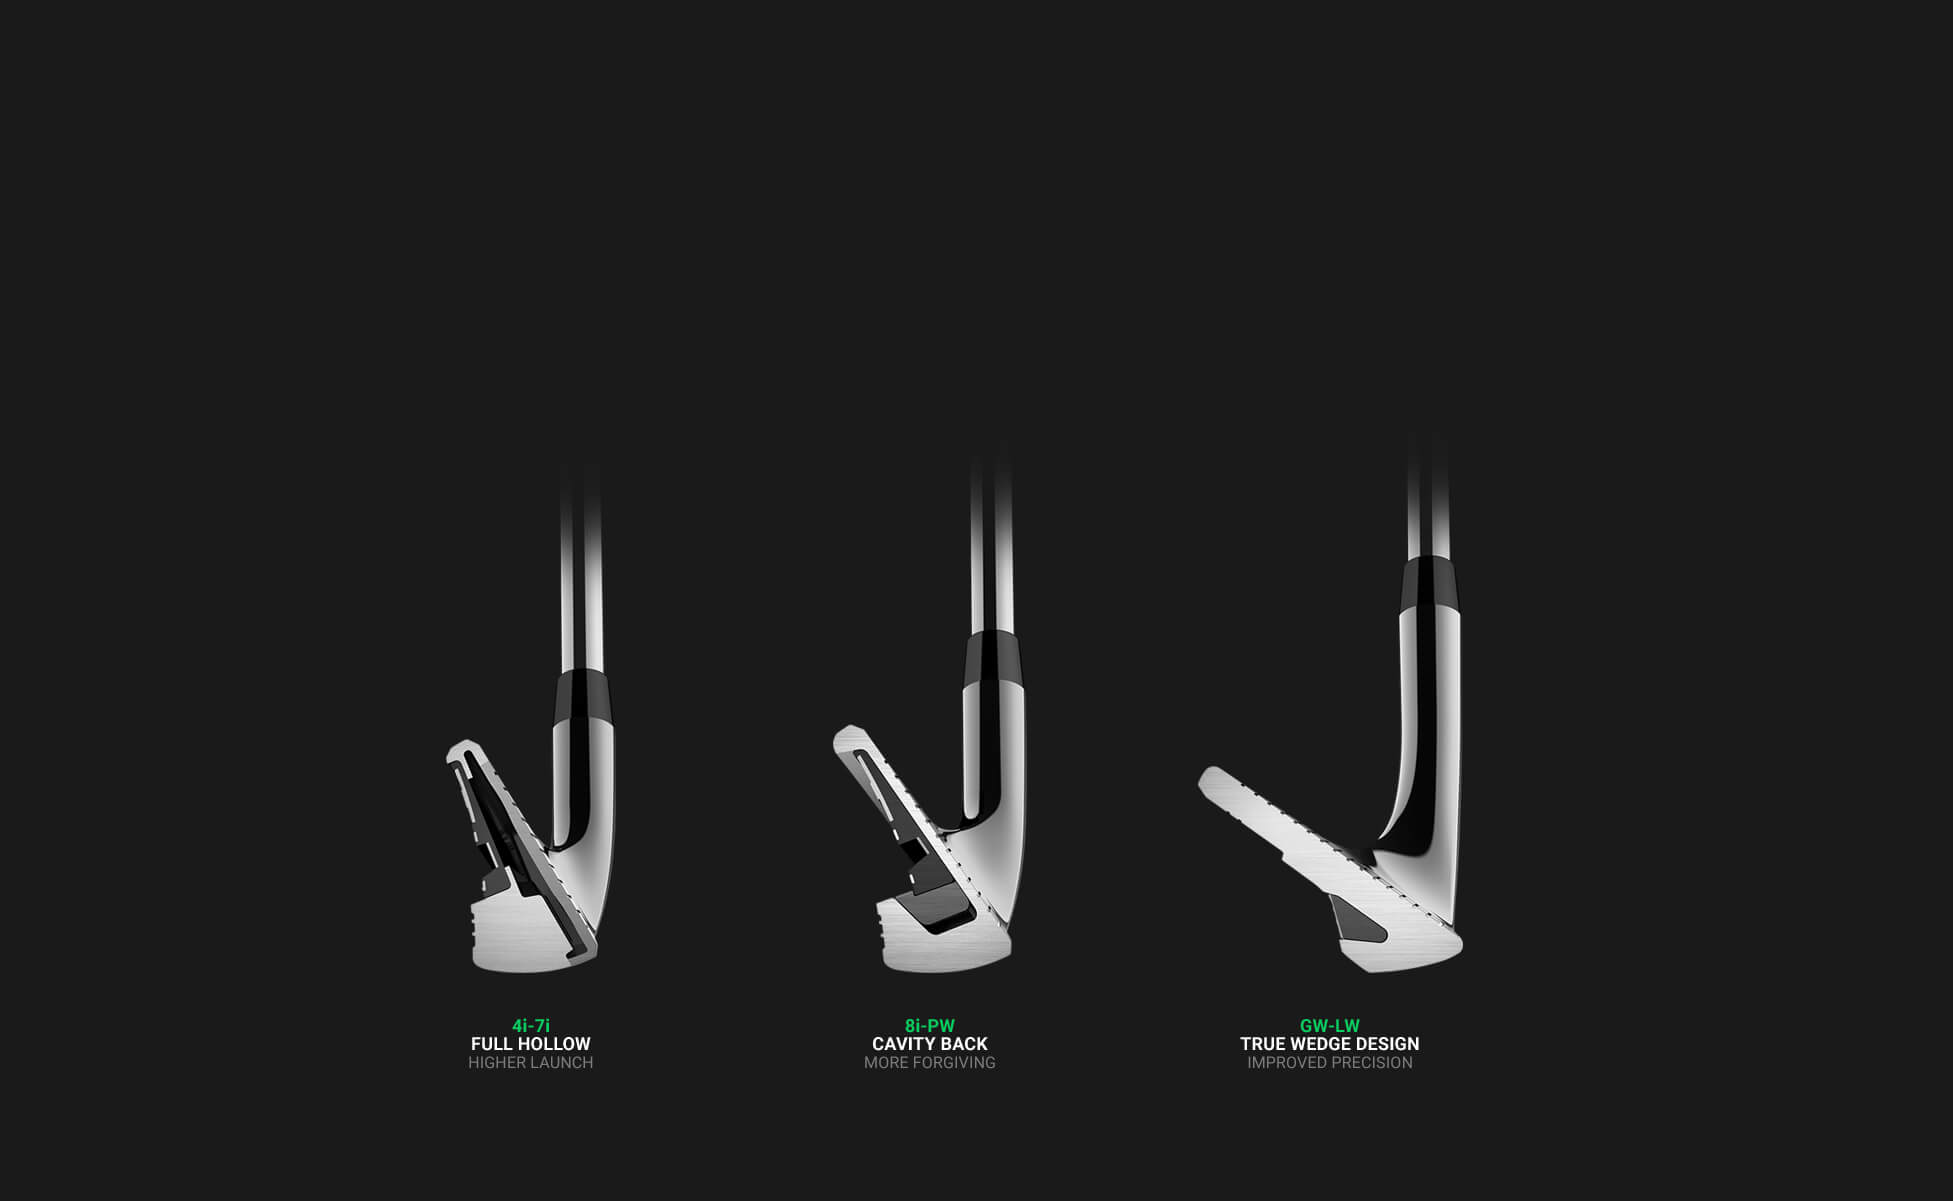 4i-7i
FULL HOLLOW
HIGHER LAUNCH
8i-PW
CAVITY BACK
MORE FORGIVING
GW-LW
TRUE WEDGE DESIGN
IMPROVED PRECISION